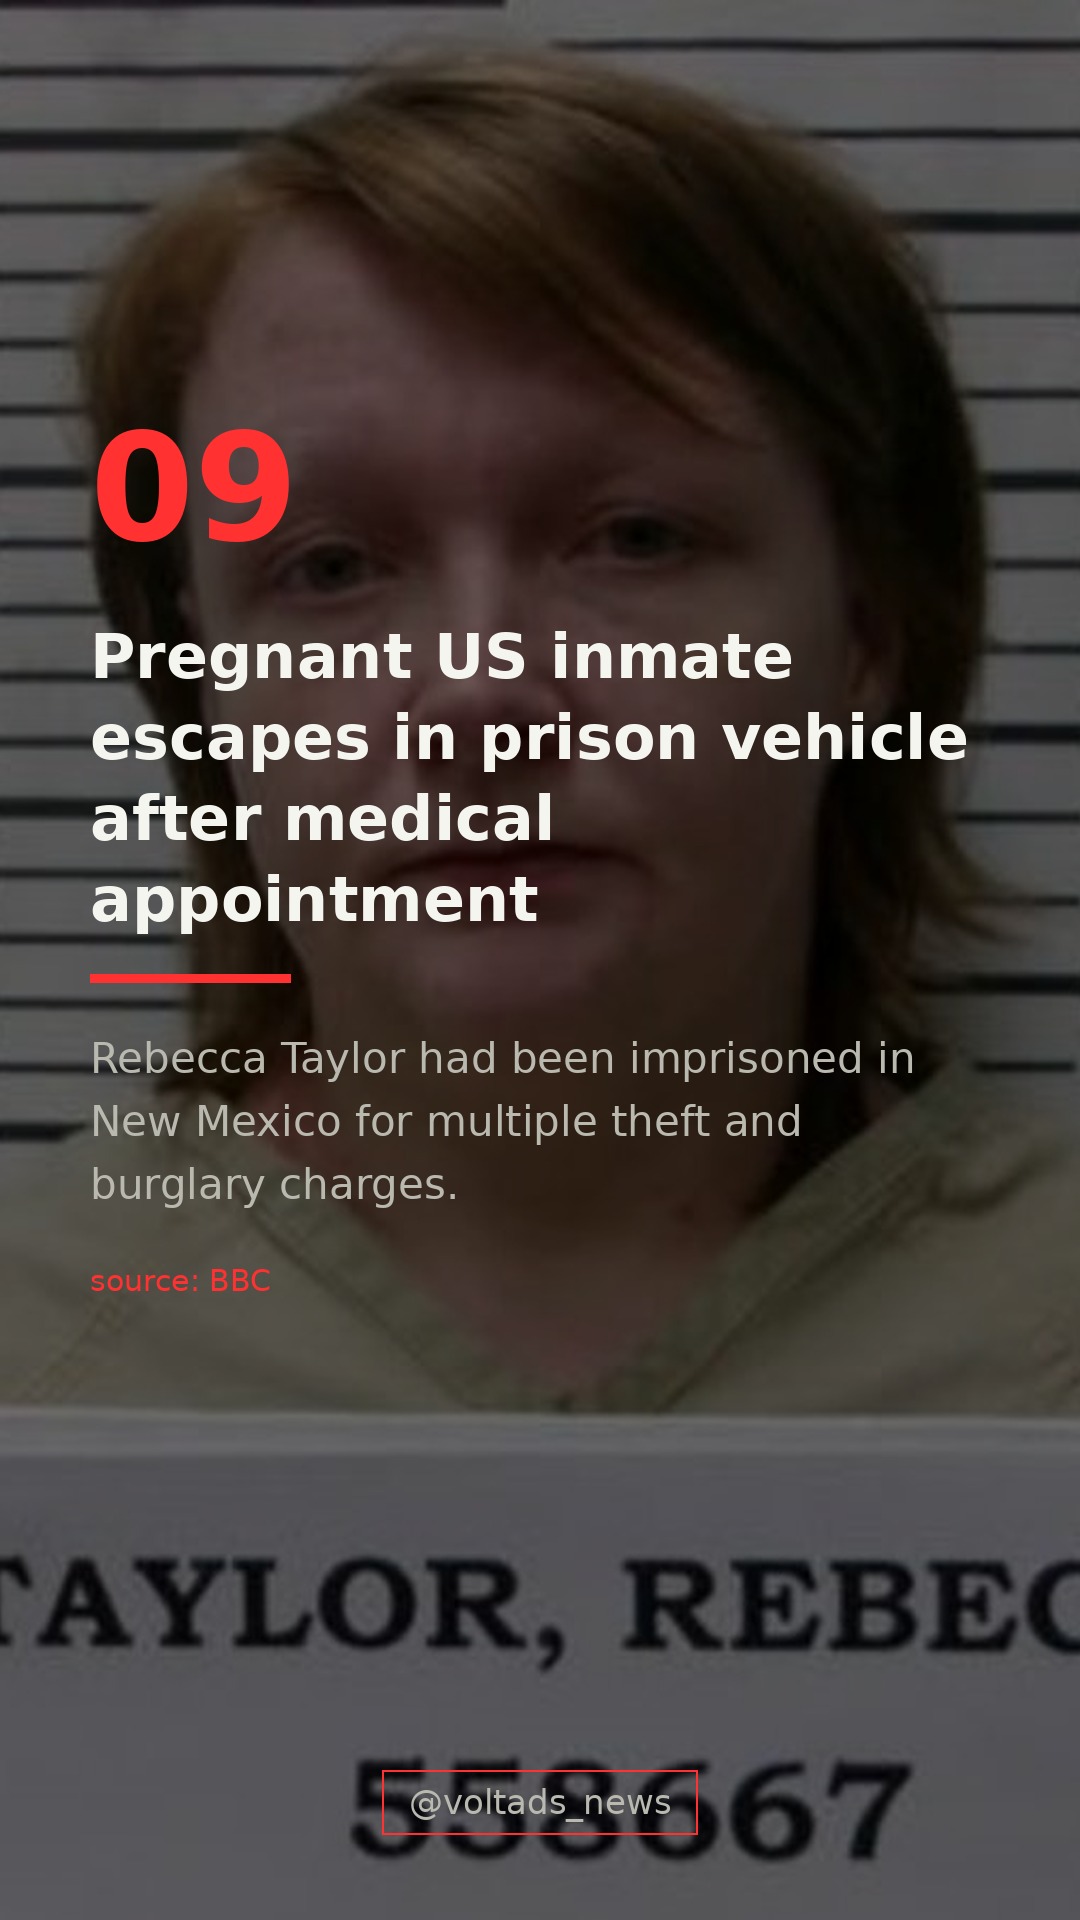 09
Pregnant US inmate
escapes in prison vehicle
after medical
appointment
Rebecca Taylor had been imprisoned in
New Mexico for multiple theft and
burglary charges.
source: BBC
TAYLOR, REBEC
558667
@voltads_news